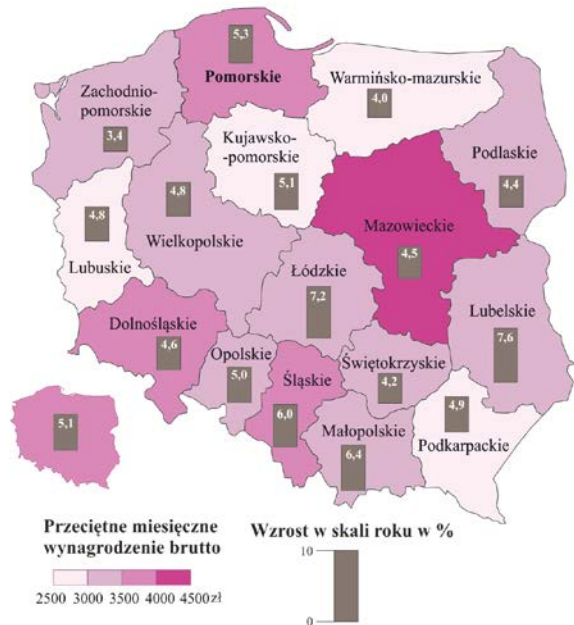 5,3
Pomorskie
Warmińsko-mazurskie
4,0
Zachodnio-
pomorskie
3,4
Kujawsko-
-pomorskie
5,1
Podlaskie
4,4
4,8
Wielkopolskie
4,8
Lubuskie
Mazowieckie
4,5
Łódzkie
7,2
Lubelskie
7,6
Dolnośląskie
4,6
Opolskie
5,0
Śląskie
6,0
Świętokrzyskie
4,2
Małopolskie
6,4
4,9
Podkarpackie
5,1
Przeciętne miesięczne
wynagrodzenie brutto
2500 3000 3500 4000 4500 zł
Wzrost w skali roku w %
10
0